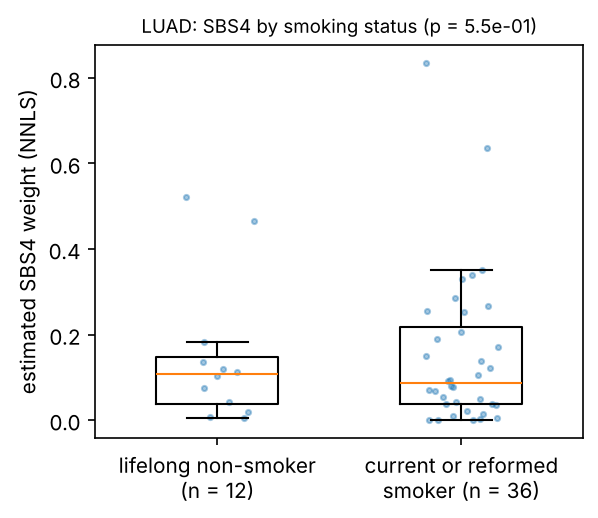 LUAD: SBS4 by smoking status (p = 5.5e-01)
estimated SBS4 weight (NNLS)
0.8
0.6
0.4
0.2
0.0
lifelong non-smoker
(n = 12)
current or reformed
smoker (n = 36)